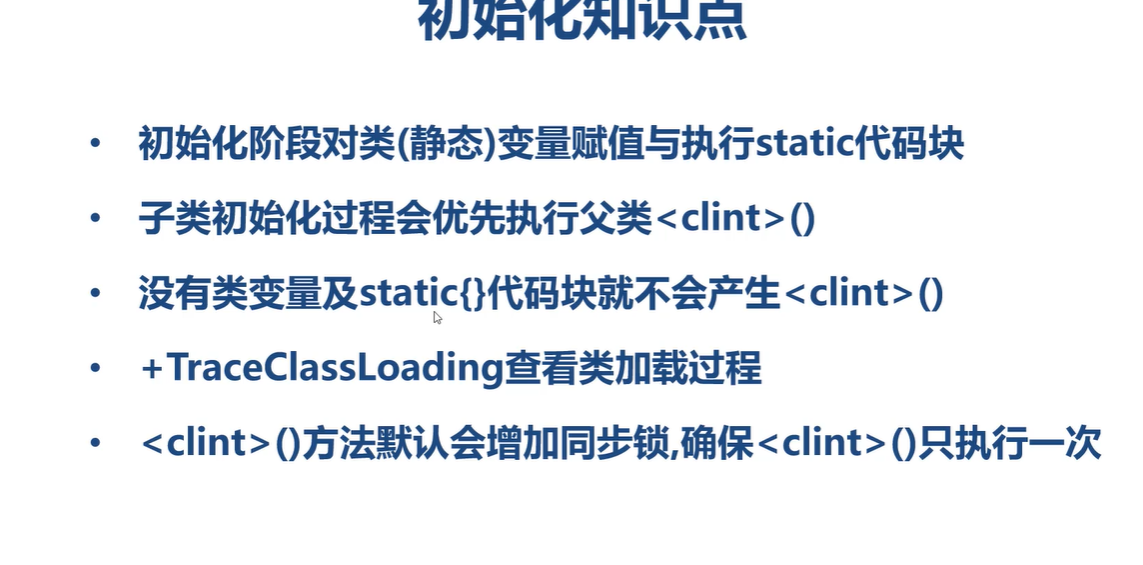 初始化知识点
初始化阶段对类(静态)变量赋值与执行static代码块
子类初始化过程会优先执行父类<clint>()
没有类变量及static{}代码块就不会产生<clint>()
+TraceClassLoading查看类加载过程
<clint>()方法默认会增加同步锁,确保<clint>()只执行一次